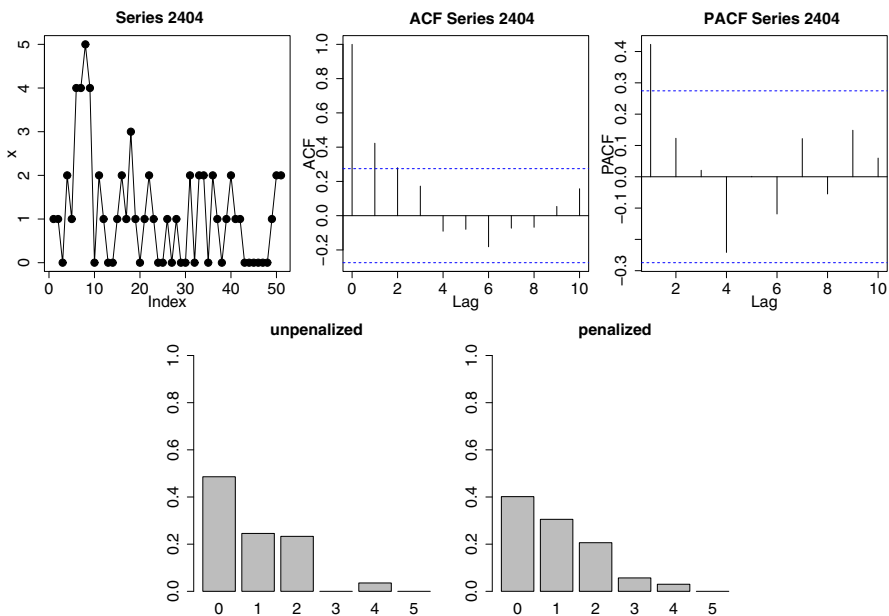 Series 2404
ACF Series 2404
PACF Series 2404
x
0 1 2 3 4 5
0 10 20 30 40 50
Index
ACF
−0.2 0.0 0.2 0.4 0.6 0.8 1.0
0 2 4 6 8 10
Lag
PACF
−0.3 −0.1 0.0 0.1 0.2 0.3 0.4
2 4 6 8 10
Lag
unpenalized
penalized
0.0 0.2 0.4 0.6 0.8 1.0
0 1 2 3 4 5
0.0 0.2 0.4 0.6 0.8 1.0
0 1 2 3 4 5